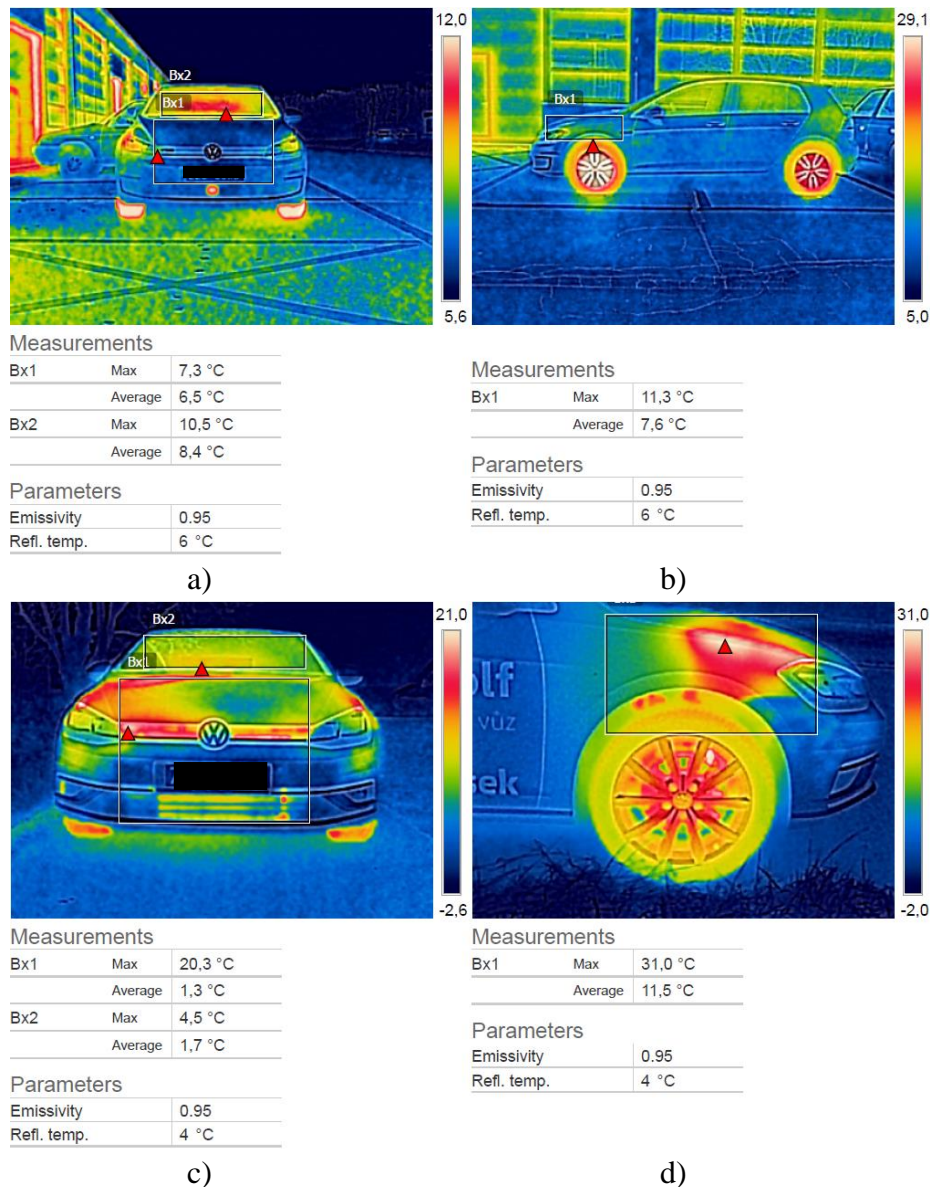 12,0
Bx2
Bx1
5,6
29,1
Bx1
5,0
Measurements
Bx1 Max 7,3 °C
Average 6,5 °C
Bx2 Max 10,5 °C
Average 8,4 °C
Parameters
Emissivity 0.95
Refl. temp. 6 °C
a)
Measurements
Bx1 Max 11,3 °C
Average 7,6 °C
Parameters
Emissivity 0.95
Refl. temp. 6 °C
b)
21,0
Bx2
Bx1
-2,6
31,0
olf
vůz
sek
-2,0
Measurements
Bx1 Max 20,3 °C
Average 1,3 °C
Bx2 Max 4,5 °C
Average 1,7 °C
Parameters
Emissivity 0.95
Refl. temp. 4 °C
c)
Measurements
Bx1 Max 31,0 °C
Average 11,5 °C
Parameters
Emissivity 0.95
Refl. temp. 4 °C
d)